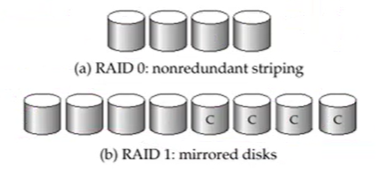 (a) RAID 0: nonredundant striping
C C C C
(b) RAID 1: mirrored disks